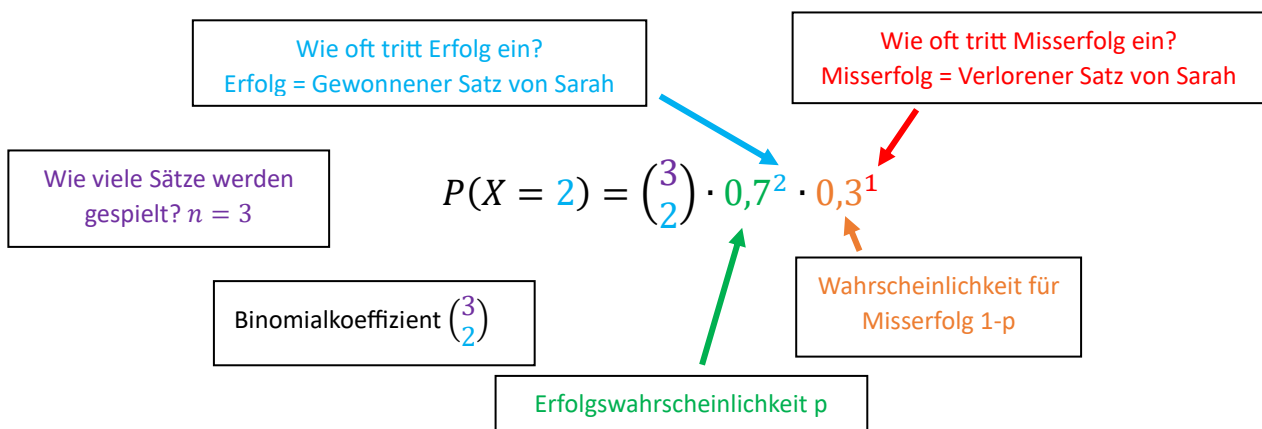 Wie oft tritt Erfolg ein?
Erfolg = Gewonnener Satz von Sarah
Wie oft tritt Misserfolg ein?
Misserfolg = Verlorener Satz von Sarah
Wie viele Sätze werden
gespielt? n = 3
P(X = 2) = (3 2) · 0,7² · 0,3¹
Binomialkoeffizient (3 2)
Wahrscheinlichkeit für
Misserfolg 1-p
Erfolgswahrscheinlichkeit p